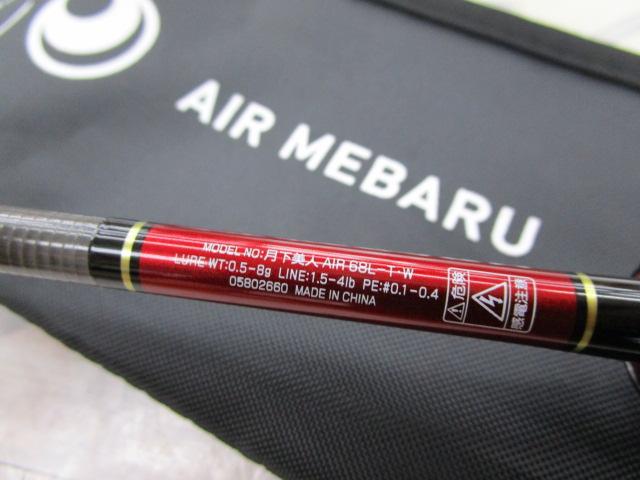 AIR MEBARU
MODEL NO:月下美人 AIR 68L-T・W
LURE WT:0.5-8g LINE:1.5-4lb PE:#0.1-0.4
05802660 MADE IN CHINA
危険
感電注意